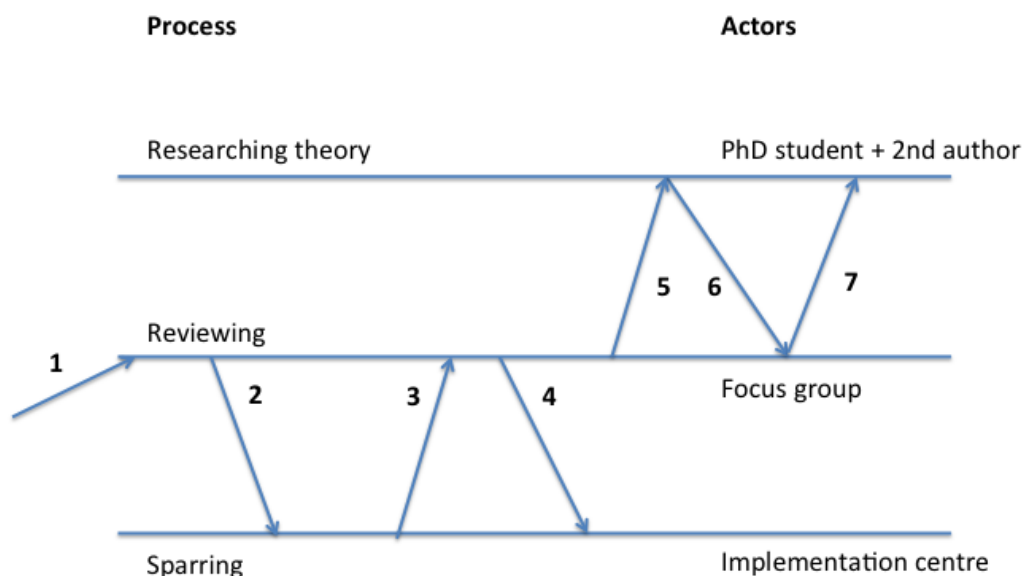 Process Actors
Researching theory PhD student + 2nd author
5 6 7
Reviewing
1
Focus group
2 3 4
Sparring Implementation centre